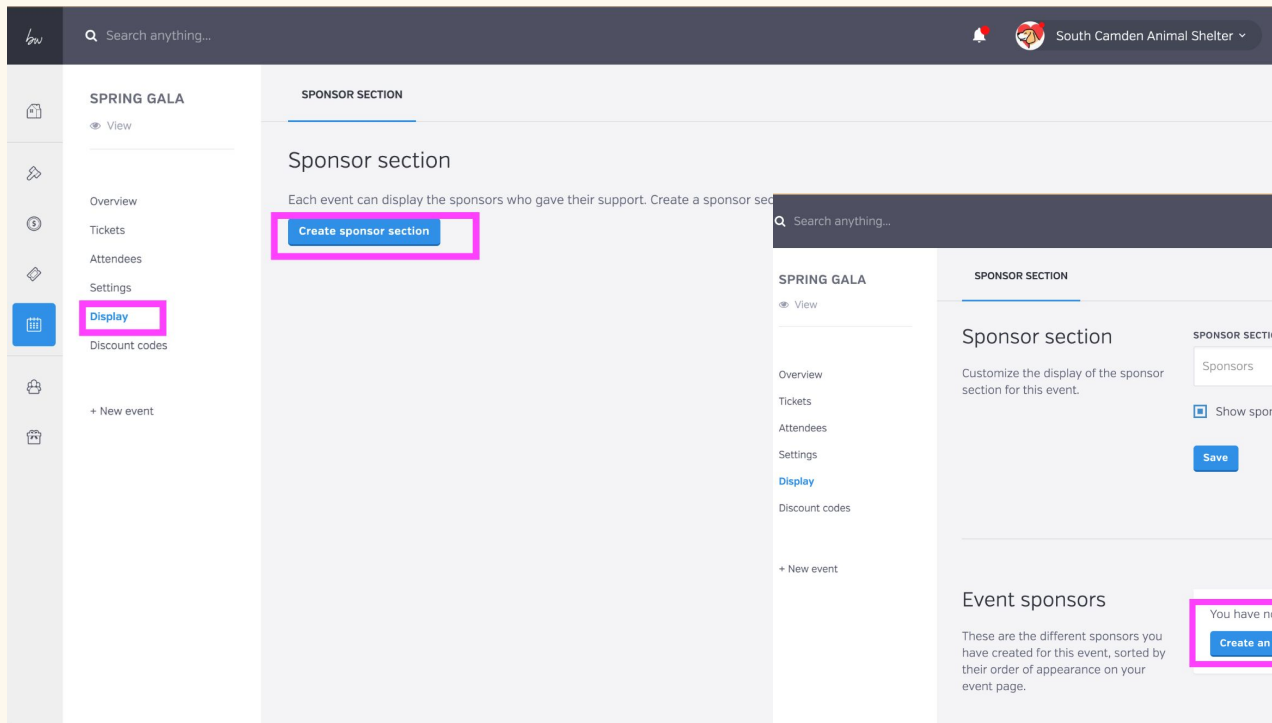 bw
Search anything...
South Camden Animal Shelter
SPRING GALA
View
Overview
Tickets
Attendees
Settings
Display
Discount codes
+ New event
SPONSOR SECTION
Sponsor section
Each event can display the sponsors who gave their support. Create a sponsor sec
Create sponsor section
Search anything...
SPRING GALA
View
Overview
Tickets
Attendees
Settings
Display
Discount codes
+ New event
SPONSOR SECTION
Sponsor section
Customize the display of the sponsor
section for this event.
SPONSOR SECTIO
Sponsors
Show spon
Save
Event sponsors
These are the different sponsors you
have created for this event, sorted by
their order of appearance on your
event page.
You have no
Create an